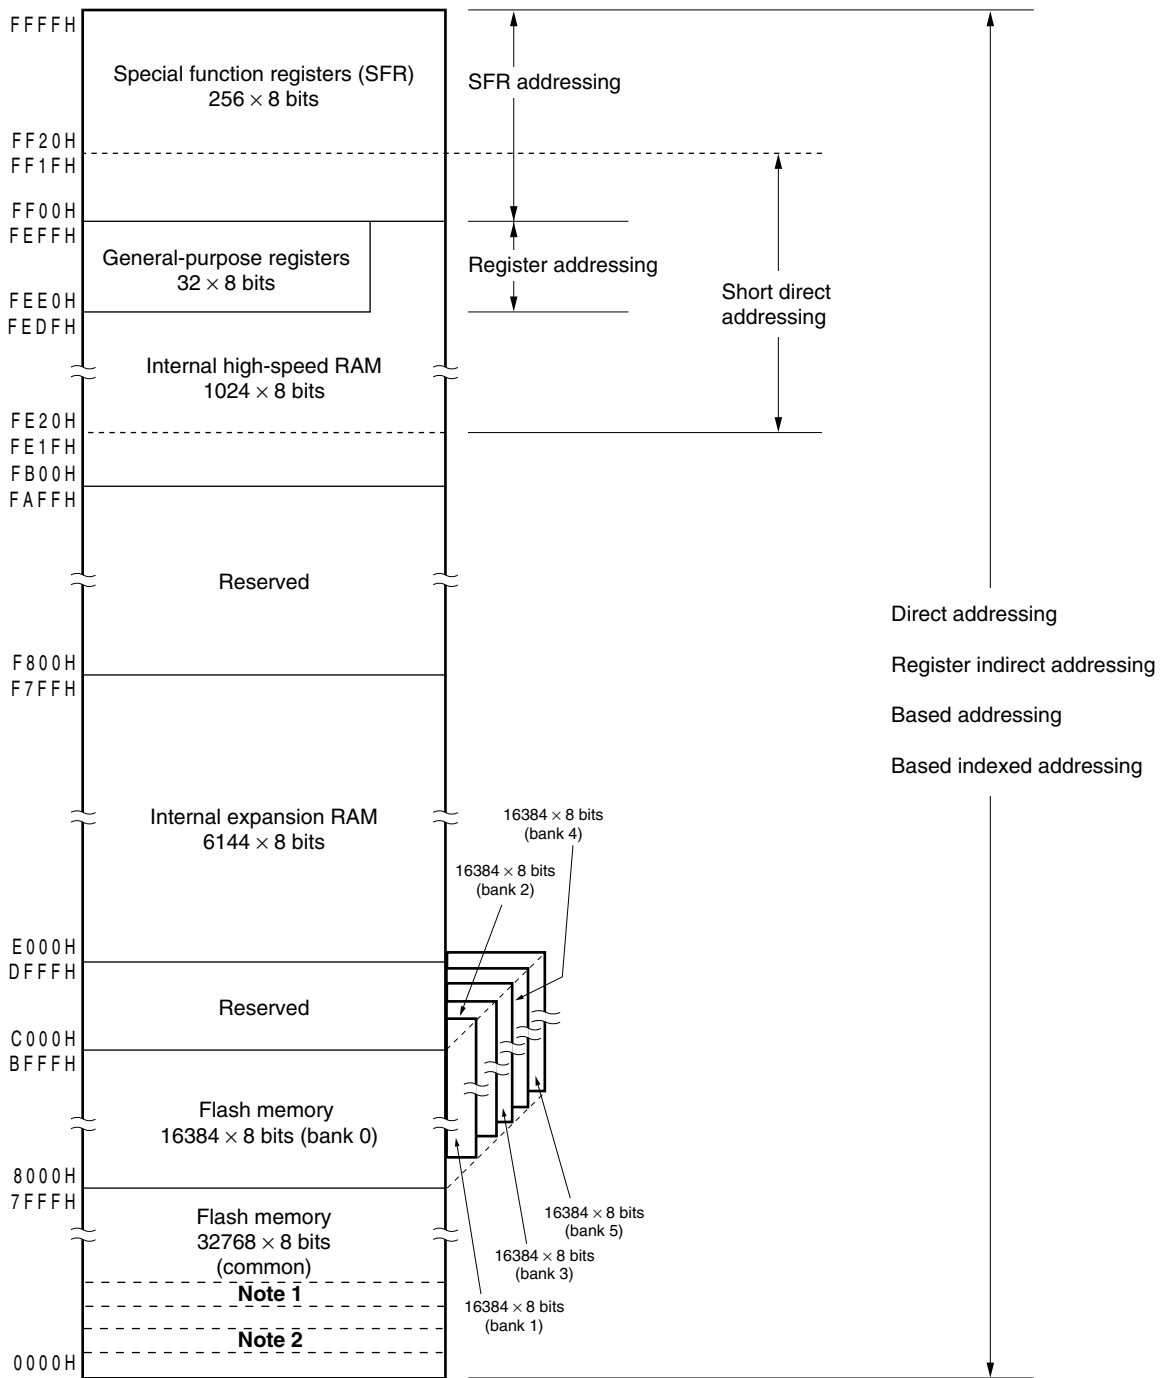 FFFFH
Special function registers (SFR)
256 × 8 bits
SFR addressing
FF20H
FF1FH
FF00H
FEFFH
General-purpose registers
32 × 8 bits
Register addressing
FEE0H
FEDFH
Short direct
addressing
Internal high-speed RAM
1024 × 8 bits
FE20H
FE1FH
FB00H
FAFFH
Reserved
Direct addressing
Register indirect addressing
Based addressing
Based indexed addressing
F800H
F7FFH
Internal expansion RAM
6144 × 8 bits
16384 × 8 bits
(bank 4)
16384 × 8 bits
(bank 2)
E000H
DFFFH
Reserved
C000H
BFFFH
Flash memory
16384 × 8 bits (bank 0)
8000H
7FFFH
Flash memory
32768 × 8 bits
(common)
16384 × 8 bits
(bank 5)
16384 × 8 bits
(bank 3)
16384 × 8 bits
(bank 1)
Note 1
Note 2
0000H